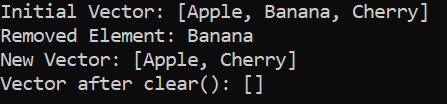 Initial Vector: [Apple, Banana, Cherry]
Removed Element: Banana
New Vector: [Apple, Cherry]
Vector after clear(): []